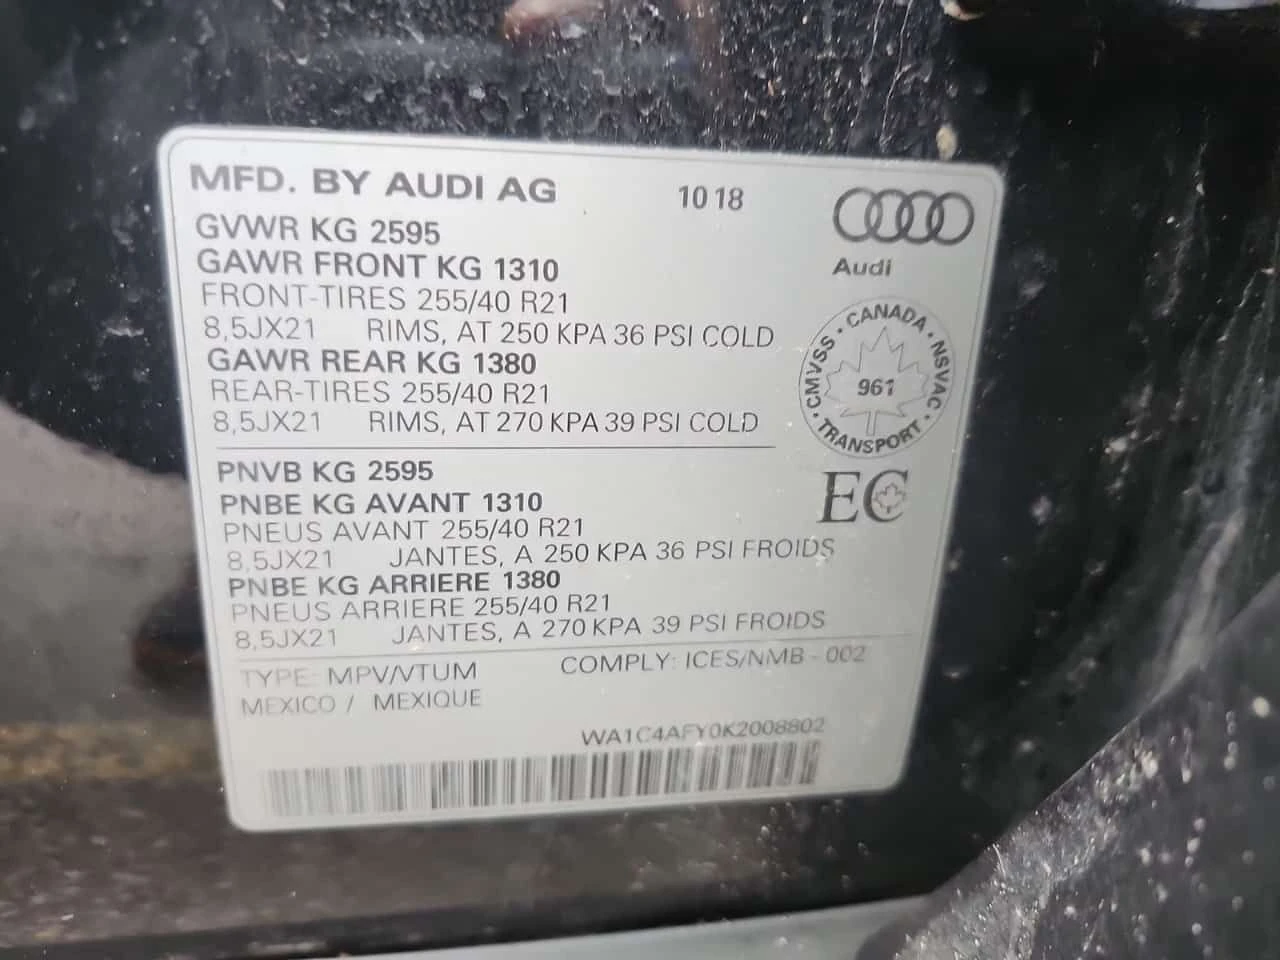 MFD. BY AUDI AG 10 18
GVWR KG 2595
GAWR FRONT KG 1310
Audi
FRONT-TIRES 255/40 R21
8,5JX21 RIMS, AT 250 KPA 36 PSI COLD
GAWR REAR KG 1380
REAR-TIRES 255/40 R21
8,5JX21 RIMS, AT 270 KPA 39 PSI COLD
· CANADA · NSVAC · TRANSPORT · CMVSS
961
PNVB KG 2595
EC
PNBE KG AVANT 1310
PNEUS AVANT 255/40 R21
8,5JX21 JANTES, A 250 KPA 36 PSI FROIDS
PNBE KG ARRIERE 1380
PNEUS ARRIERE 255/40 R21
8,5JX21 JANTES, A 270 KPA 39 PSI FROIDS
TYPE: MPV/VTUM COMPLY: ICES/NMB - 002
MEXICO / MEXIQUE
WA1C4AFY0K2008802